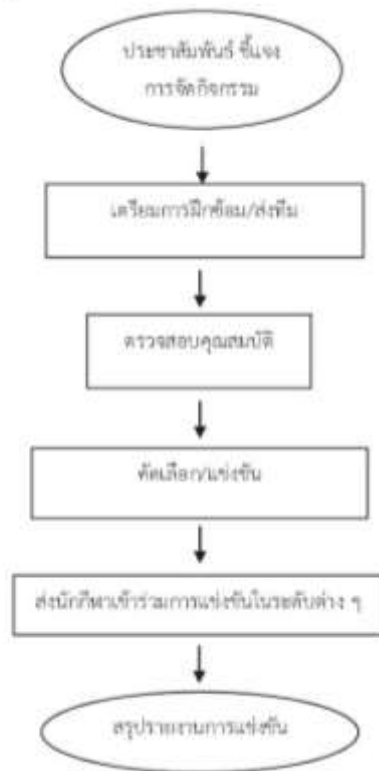 ประชาสัมพันธ์ ชี้แจง
การจัดกิจกรรม
เตรียมการฝึกซ้อม/ส่งทีม
ตรวจสอบคุณสมบัติ
คัดเลือก/แข่งขัน
ส่งนักกีฬาเข้าร่วมการแข่งขันในระดับต่าง ๆ
สรุปรายงานการแข่งขัน